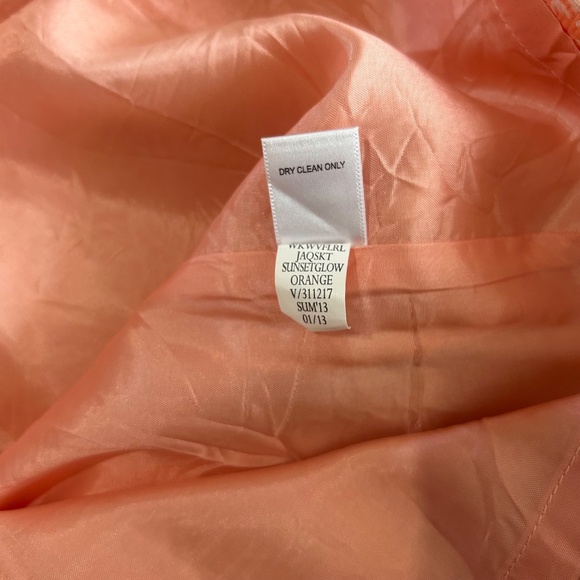 DRY CLEAN ONLY
WKWVFLRL
JAQSKT
SUNSETGLOW
ORANGE
V/311217
SUM'13
01/13